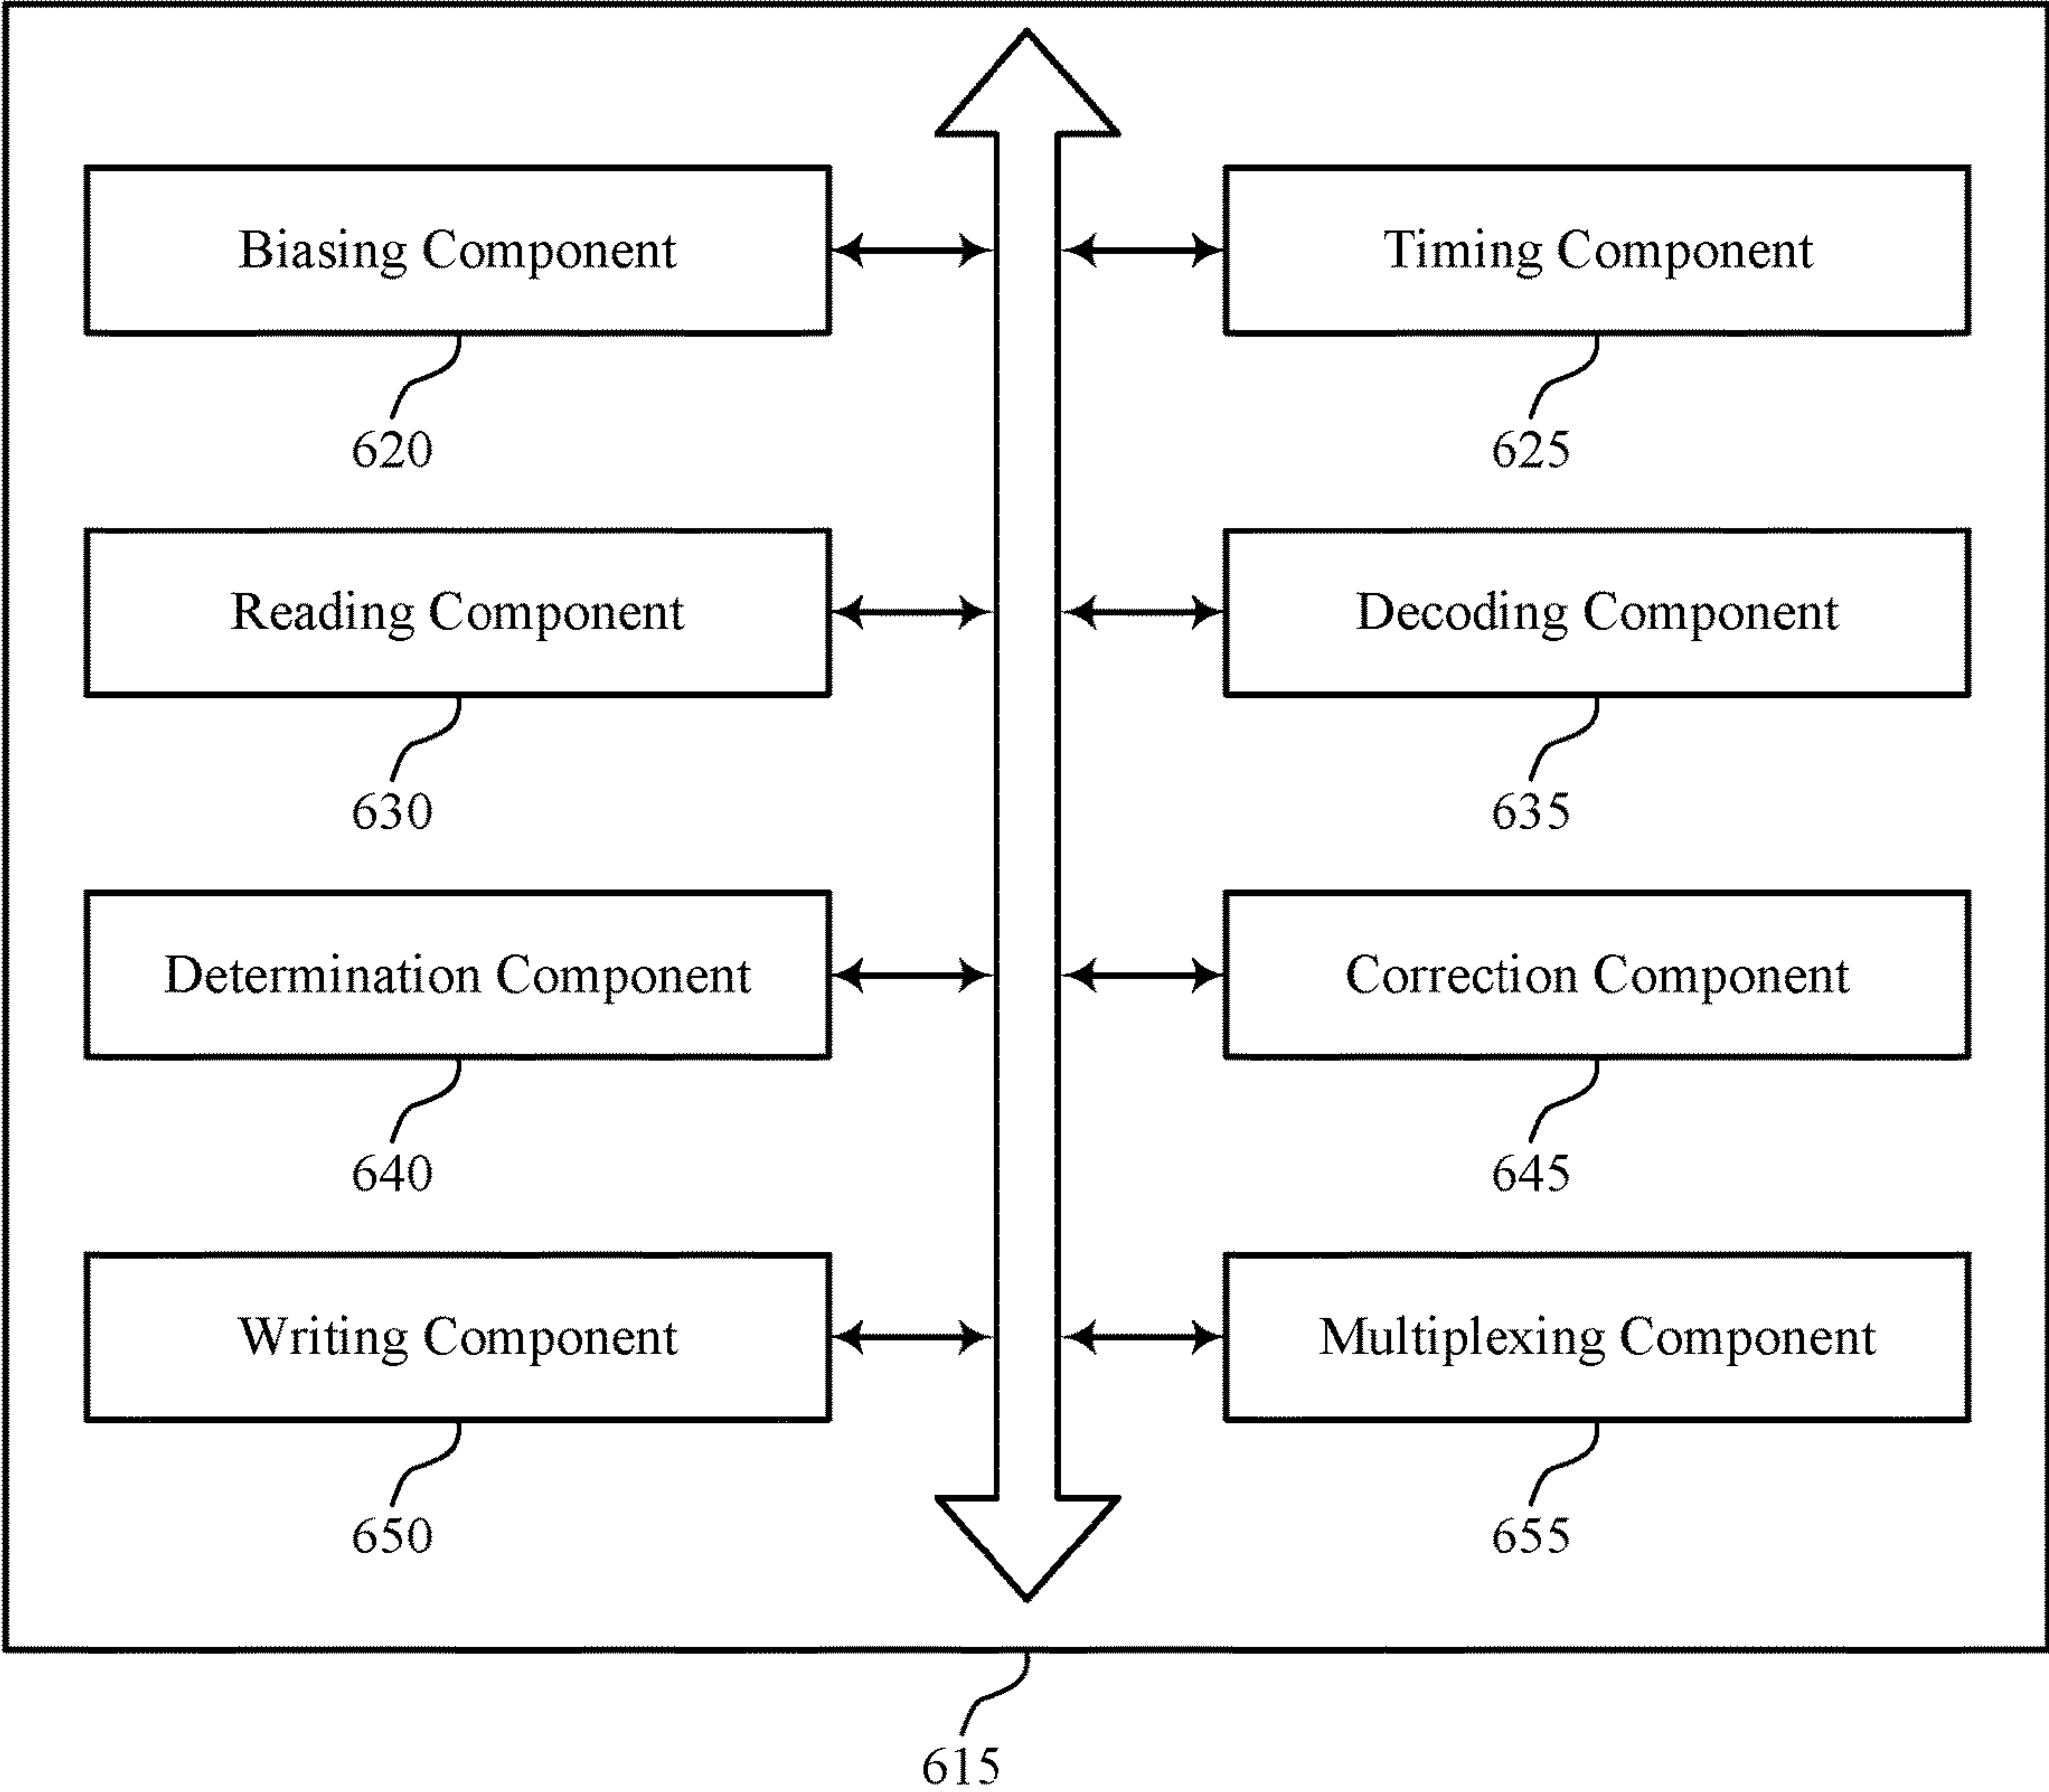 Biasing Component
Timing Component
620
625
Reading Component
Decoding Component
630
635
Determination Component
Correction Component
640
645
Writing Component
Multiplexing Component
650
655
615